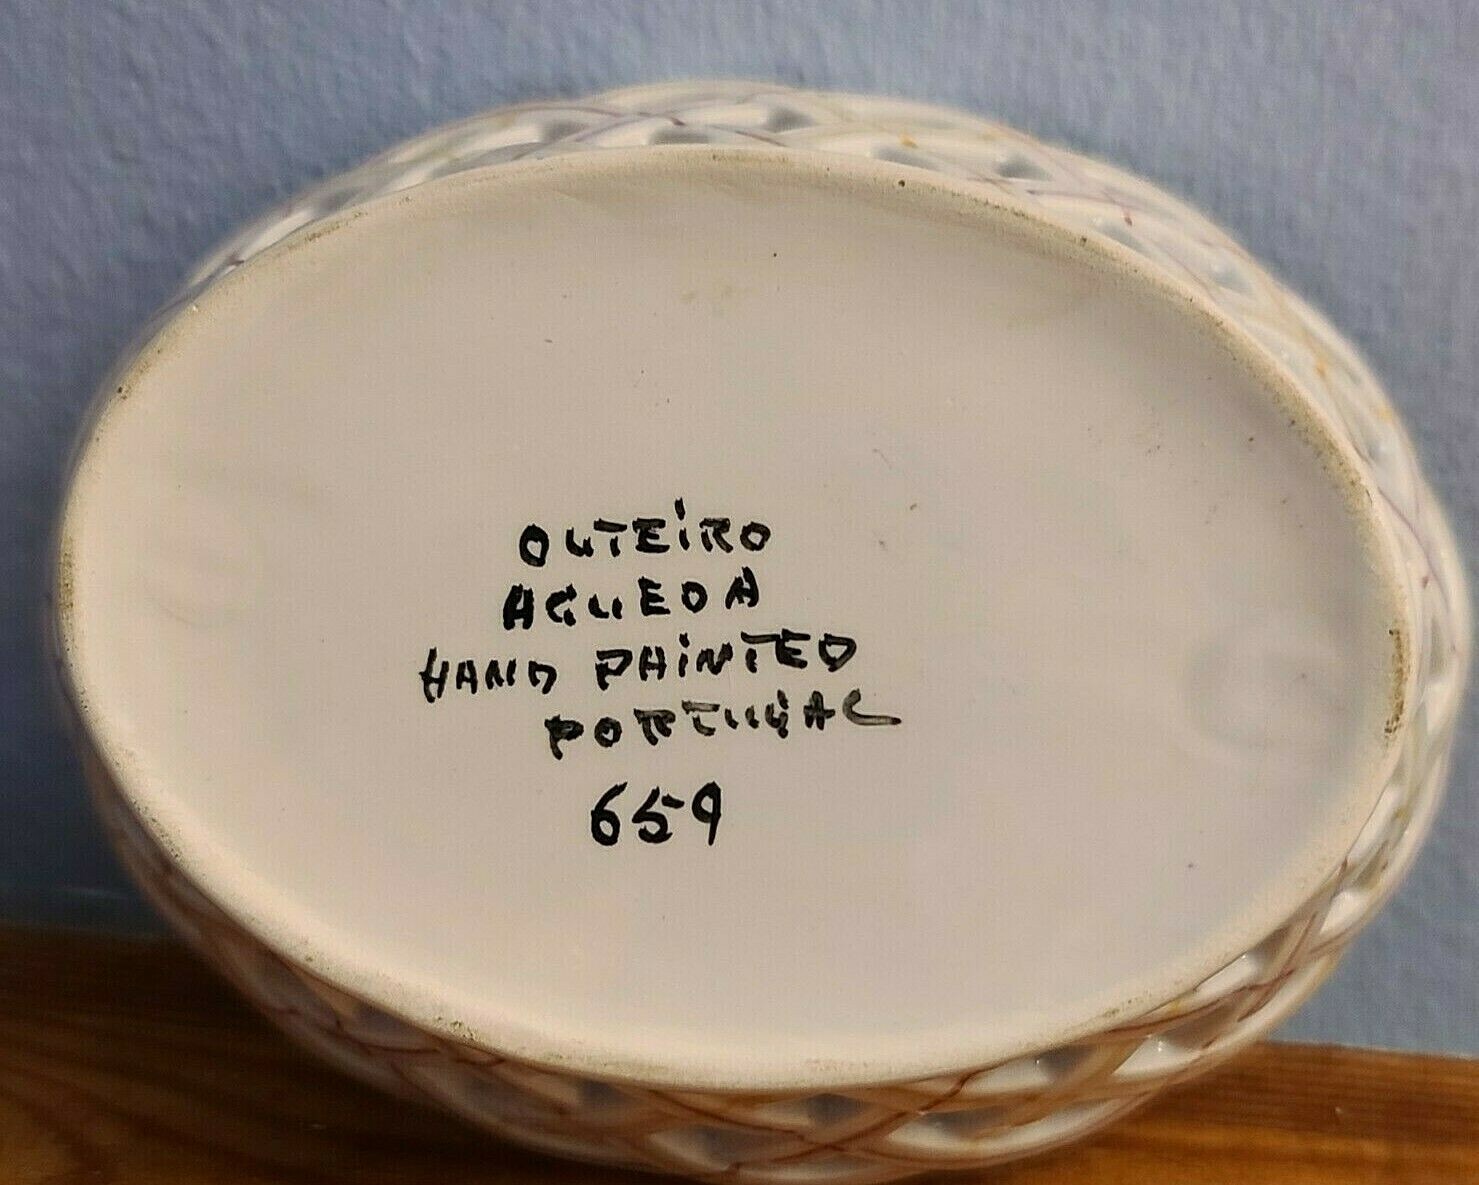 OUTEiRO
AGUEDA
HAND PAiNTED
PORTUGAL
659